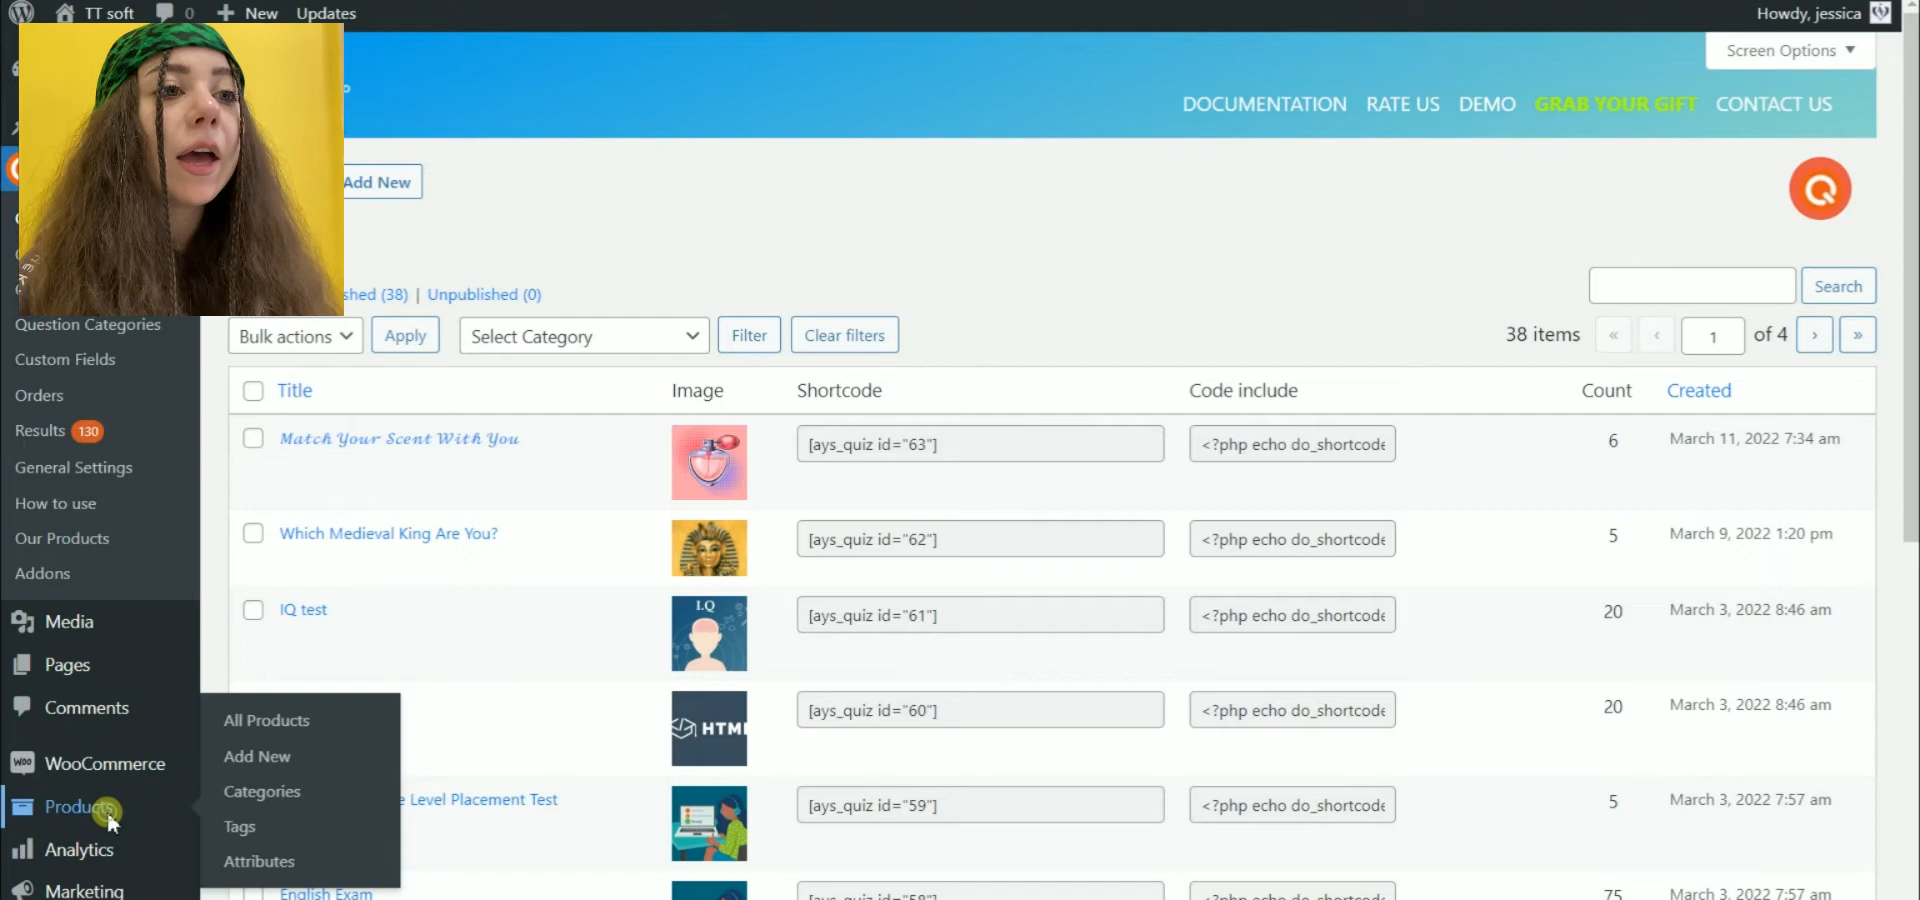 TT soft
0
New
Updates
Howdy, jessica
Screen Options
DOCUMENTATION
RATE US
DEMO
GRAB YOUR GIFT
CONTACT US
Add New
shed (38) | Unpublished (0)
Search
Bulk actions
Apply
Select Category
Filter
Clear filters
38 items
«
‹
1
of 4
›
»
Question Categories
Custom Fields
Orders
Results 130
General Settings
How to use
Our Products
Addons
Media
Pages
Comments
WooCommerce
Products
Analytics
Marketing
All Products
Add New
Categories
Tags
Attributes
Title
Image
Shortcode
Code include
Count
Created
Match Your Scent With You
[ays_quiz id="63"]
<?php echo do_shortcode
6
March 11, 2022 7:34 am
Which Medieval King Are You?
[ays_quiz id="62"]
<?php echo do_shortcode
5
March 9, 2022 1:20 pm
IQ test
I.Q
[ays_quiz id="61"]
<?php echo do_shortcode
20
March 3, 2022 8:46 am
HTM
[ays_quiz id="60"]
<?php echo do_shortcode
20
March 3, 2022 8:46 am
e Level Placement Test
[ays_quiz id="59"]
<?php echo do_shortcode
5
March 3, 2022 7:57 am
English Exam
[ays_quiz id="58"]
<?php echo do_shortcode
75
March 3, 2022 7:57 am